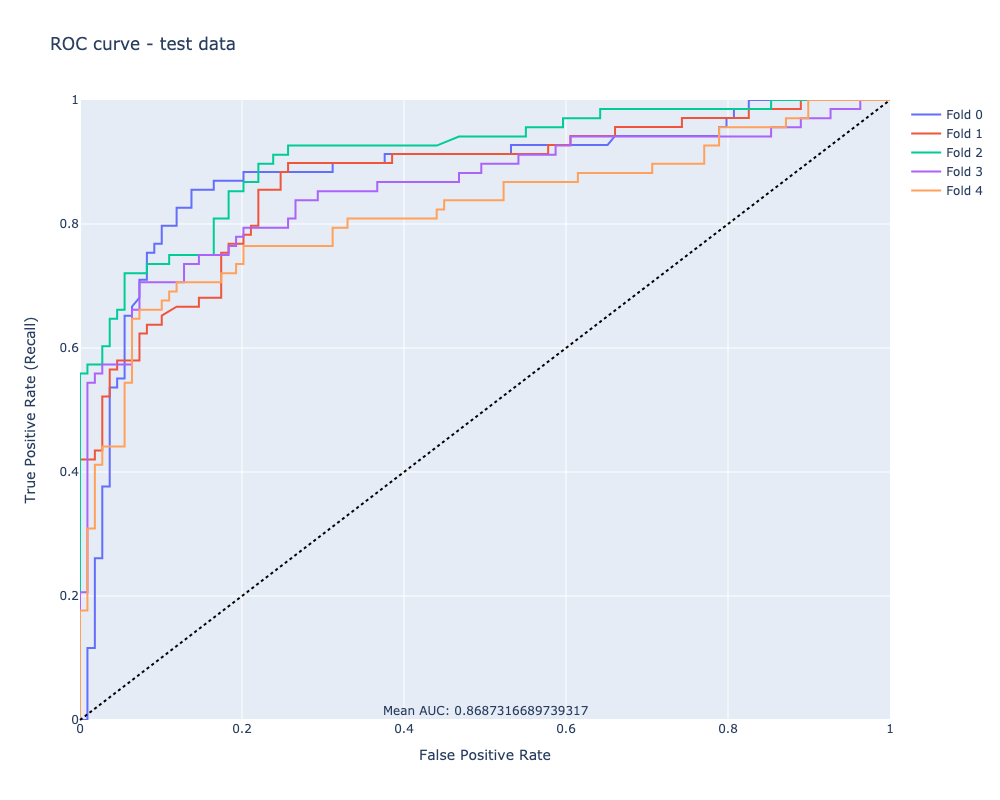 ROC curve - test data
Fold 0
Fold 1
Fold 2
Fold 3
Fold 4
True Positive Rate (Recall)
1
0.8
0.6
0.4
0.2
0
Mean AUC: 0.8687316689739317
0
0.2
0.4
0.6
0.8
1
False Positive Rate